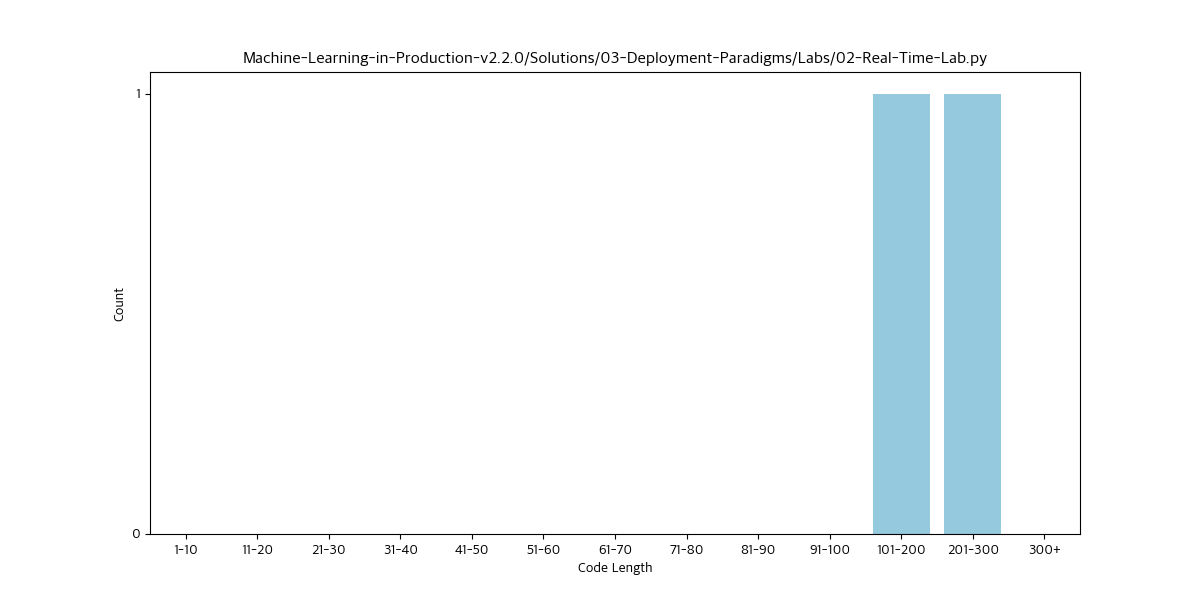 Machine-Learning-in-Production-v2.2.0/Solutions/03-Deployment-Paradigms/Labs/02-Real-Time-Lab.py
1
Count
0
1-10 11-20 21-30 31-40 41-50 51-60 61-70 71-80 81-90 91-100 101-200 201-300 300+
Code Length